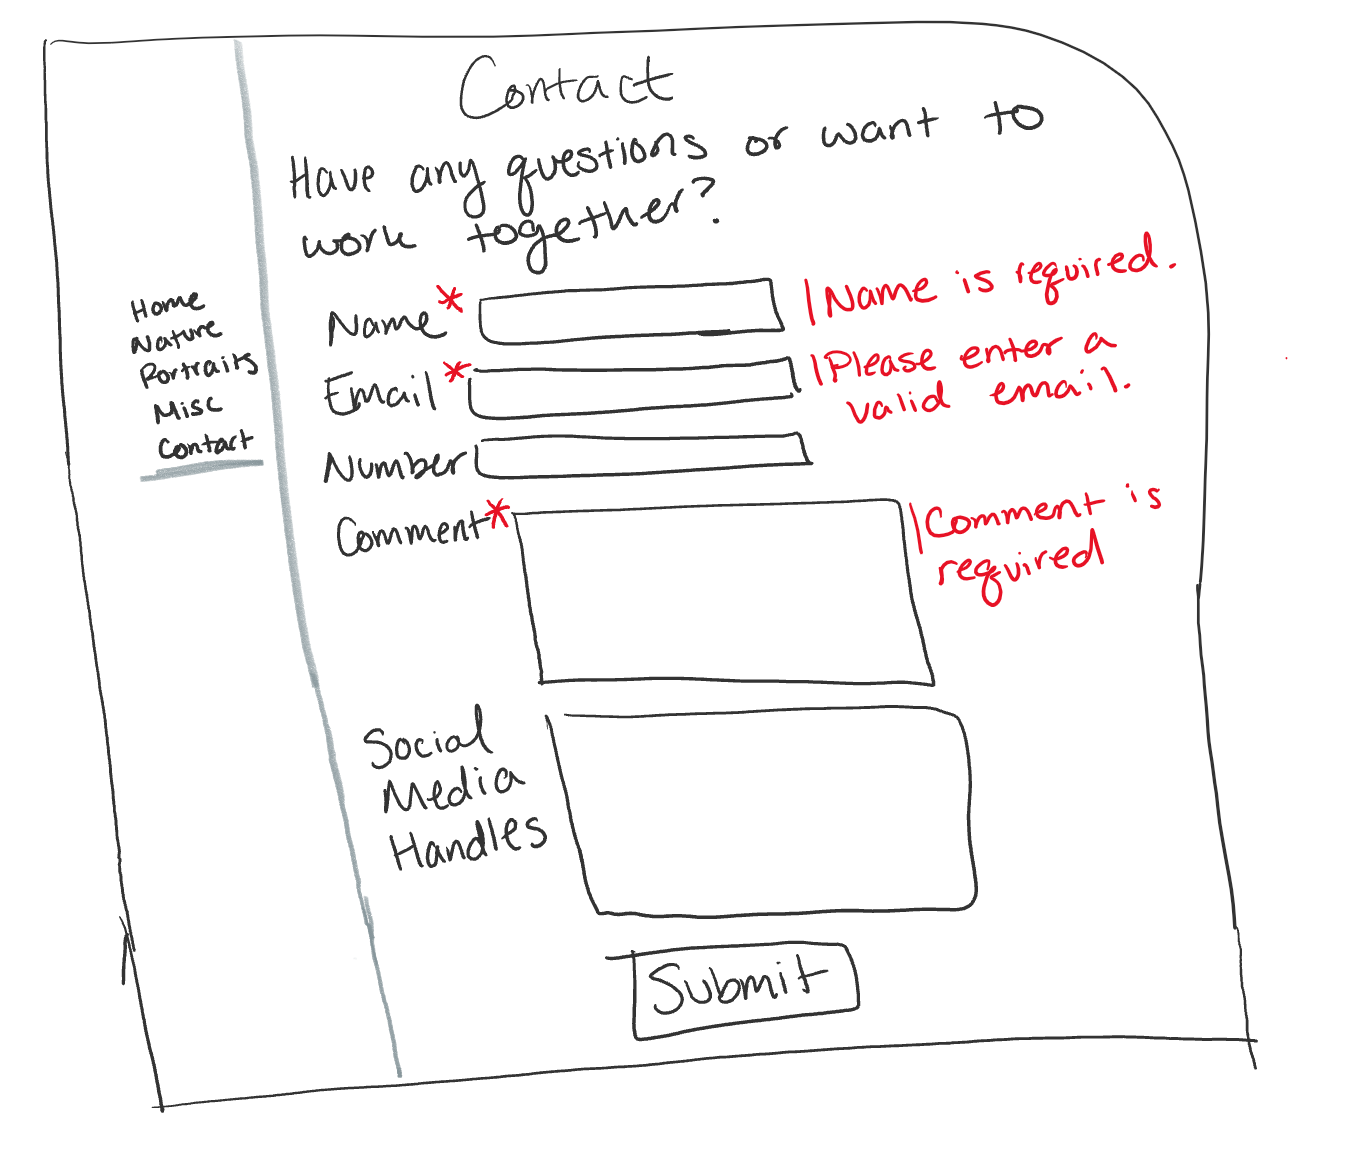 Contact
Have any questions or want to
work together?
Home
Nature
Portraits
Misc
Contact
Name* |Name is required.
Email* |Please enter a
valid email.
Number
Comment* |Comment is
required
Social
Media
Handles
Submit